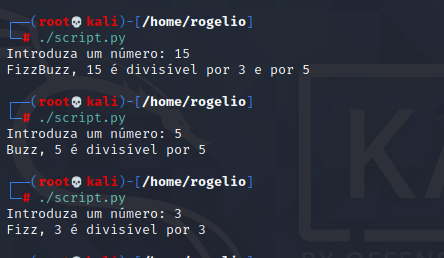 ┌──(root💀kali)-[/home/rogelio]
└─# ./script.py
Introduza um número: 15
FizzBuzz, 15 é divisível por 3 e por 5
┌──(root💀kali)-[/home/rogelio]
└─# ./script.py
Introduza um número: 5
Buzz, 5 é divisível por 5
┌──(root💀kali)-[/home/rogelio]
└─# ./script.py
Introduza um número: 3
Fizz, 3 é divisível por 3
KA